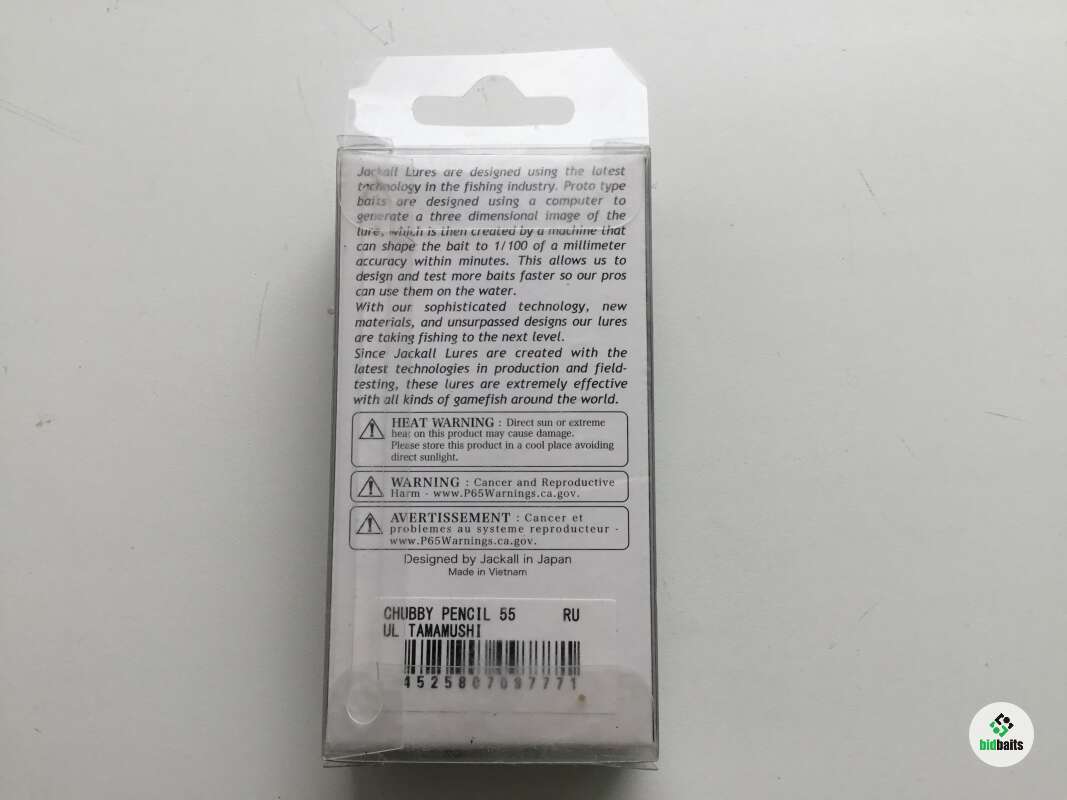 Jackall Lures are designed using the latest
technology in the fishing industry. Proto type
baits are designed using a computer to
generate a three dimensional image of the
lure, which is then created by a machine that
can shape the bait to 1/100 of a millimeter
accuracy within minutes. This allows us to
design and test more baits faster so our pros
can use them on the water.
With our sophisticated technology, new
materials, and unsurpassed designs our lures
are taking fishing to the next level.
Since Jackall Lures are created with the
latest technologies in production and field-
testing, these lures are extremely effective
with all kinds of gamefish around the world.
HEAT WARNING : Direct sun or extreme
heat on this product may cause damage.
Please store this product in a cool place avoiding
direct sunlight.
WARNING : Cancer and Reproductive
Harm - www.P65Warnings.ca.gov.
AVERTISSEMENT : Cancer et
problemes au systeme reproducteur -
www.P65Warnings.ca.gov.
Designed by Jackall in Japan
Made in Vietnam
CHUBBY PENCIL 55 RU
UL TAMAMUSHI
4525807097771
bidbaits